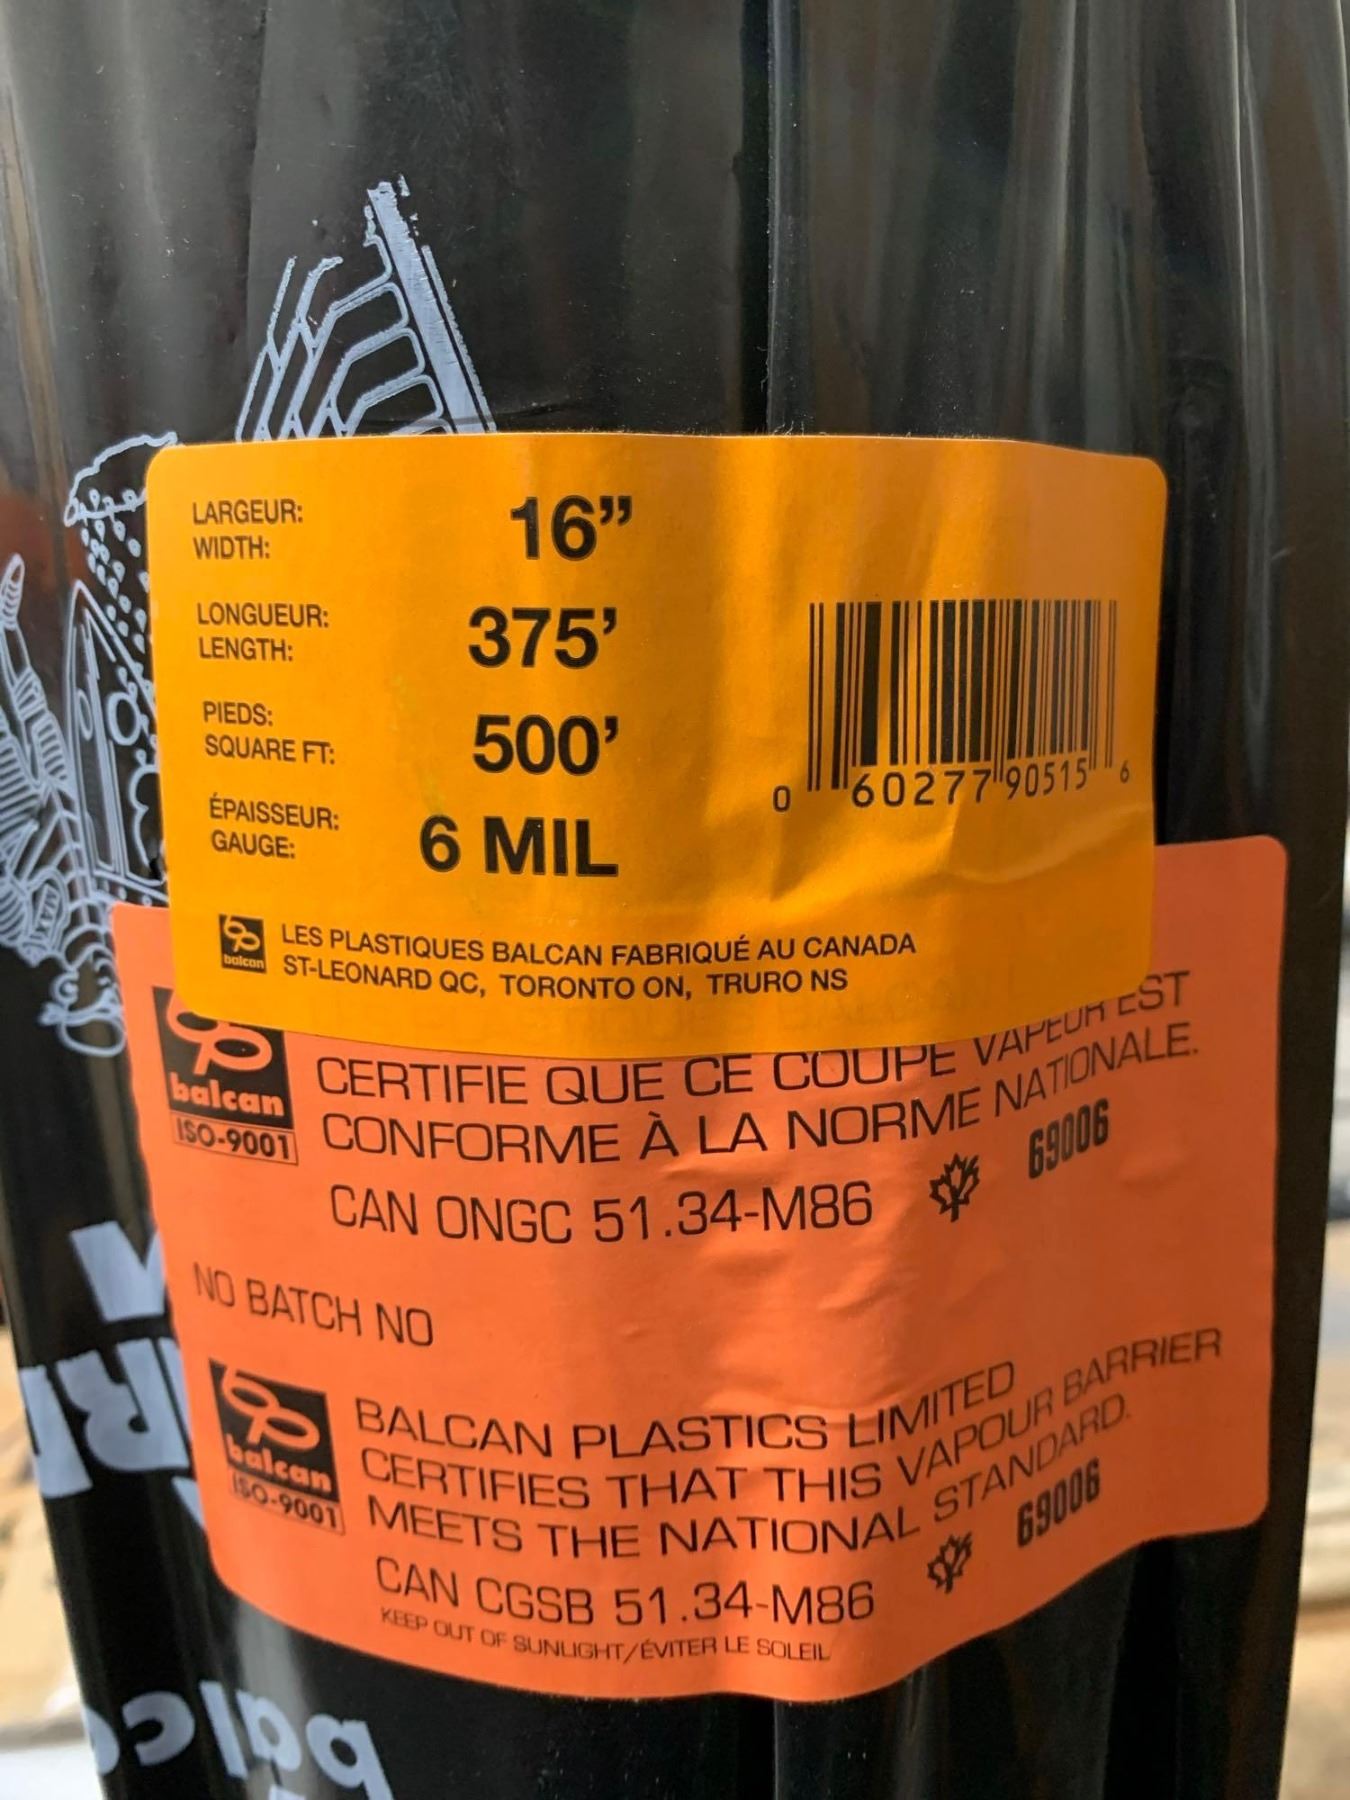 LARGEUR: 16”
WIDTH:
LONGUEUR: 375’
LENGTH:
PIEDS: 500’
SQUARE FT:
ÉPAISSEUR: 6 MIL
GAUGE:
0 60277 90515 6
balcan
LES PLASTIQUES BALCAN FABRIQUÉ AU CANADA
ST-LEONARD QC, TORONTO ON, TRURO NS
balcan
ISO-9001
CERTIFIE QUE CE COUPE VAPEUR EST
CONFORME À LA NORME NATIONALE.
69006
CAN ONGC 51.34-M86
NO BATCH NO
balcan
ISO-9001
BALCAN PLASTICS LIMITED
CERTIFIES THAT THIS VAPOUR BARRIER
MEETS THE NATIONAL STANDARD.
69006
CAN CGSB 51.34-M86
KEEP OUT OF SUNLIGHT/ÉVITER LE SOLEIL